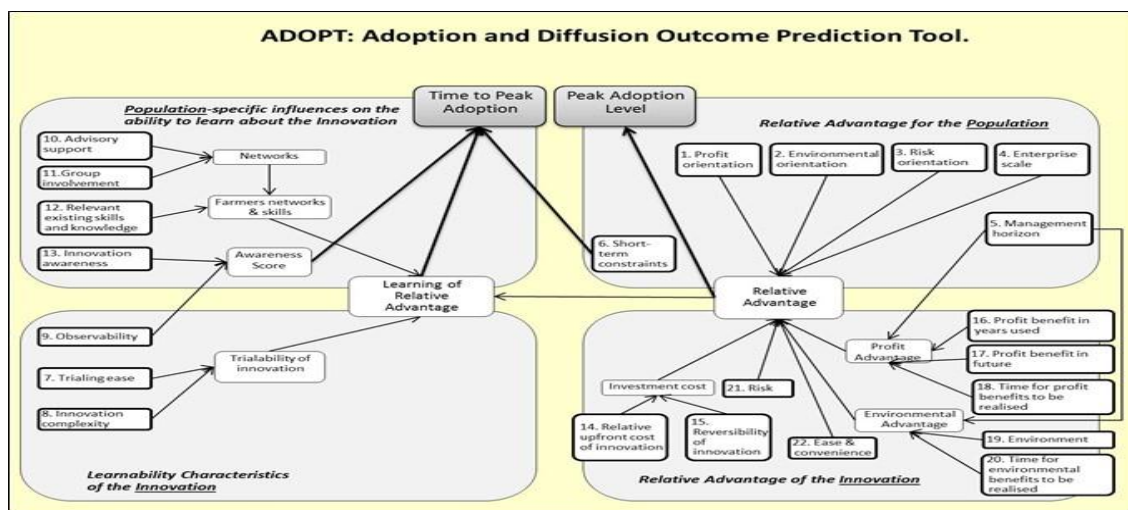 ADOPT: Adoption and Diffusion Outcome Prediction Tool.
Population-specific influences on the
ability to learn about the Innovation
Time to Peak
Adoption
Peak Adoption
Level
Relative Advantage for the Population
10. Advisory
support
11.Group
involvement
Networks
12. Relevant
existing skills
and knowledge
Farmers networks
& skills
13. Innovation
awareness
Awareness
Score
1. Profit
orientation
2. Environmental
orientation
3. Risk
orientation
4. Enterprise
scale
5. Management
horizon
6. Short-
term
constraints
Learning of
Relative
Advantage
Relative
Advantage
9. Observability
7. Trialing ease
8. Innovation
complexity
Trialability of
innovation
Learnability Characteristics
of the Innovation
16. Profit benefit in
years used
Profit
Advantage
17. Profit benefit in
future
18. Time for profit
benefits to be
realised
Investment cost
21. Risk
Environmental
Advantage
14. Relative
upfront cost
of innovation
15.
Reversibility
of
innovation
22. Ease &
convenience
19. Environment
20. Time for
environmental
benefits to be
realised
Relative Advantage of the Innovation